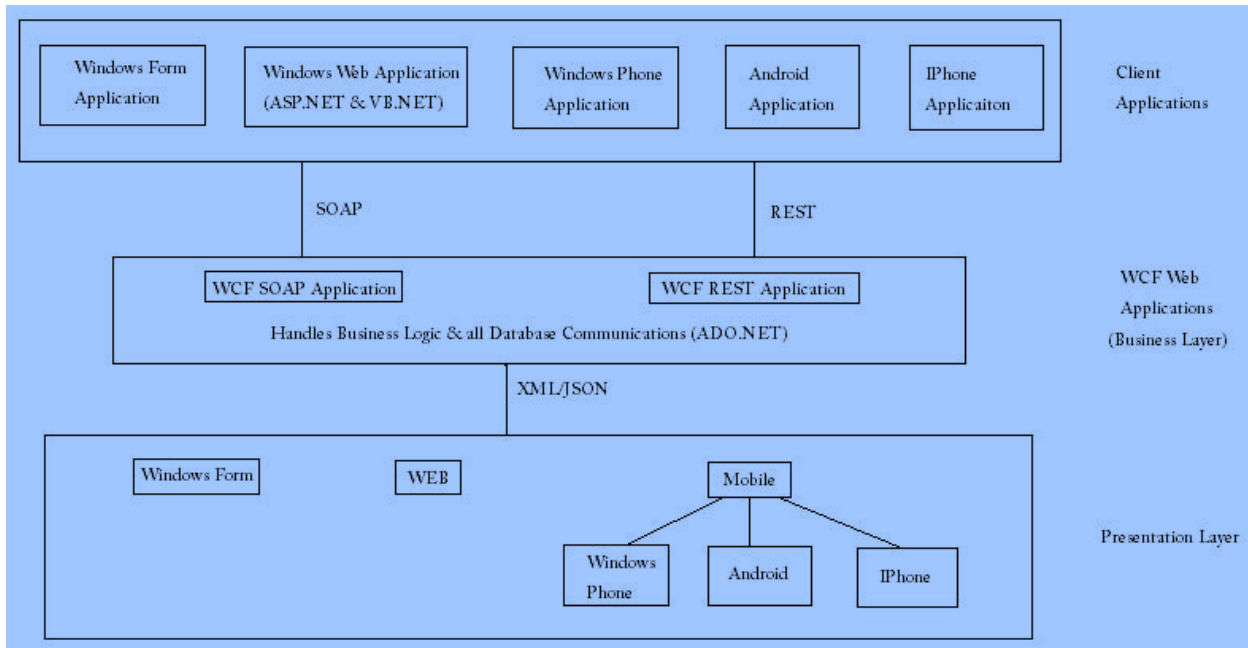 Windows Form
Application
Windows Web Application
(ASP.NET & VB.NET)
Windows Phone
Application
Android
Application
IPhone
Applicaiton
Client
Applications
SOAP
REST
WCF SOAP Application
WCF REST Application
Handles Business Logic & all Database Communications (ADO.NET)
WCF Web
Applications
(Business Layer)
XML/JSON
Windows Form
WEB
Mobile
Windows
Phone
Android
IPhone
Presentation Layer